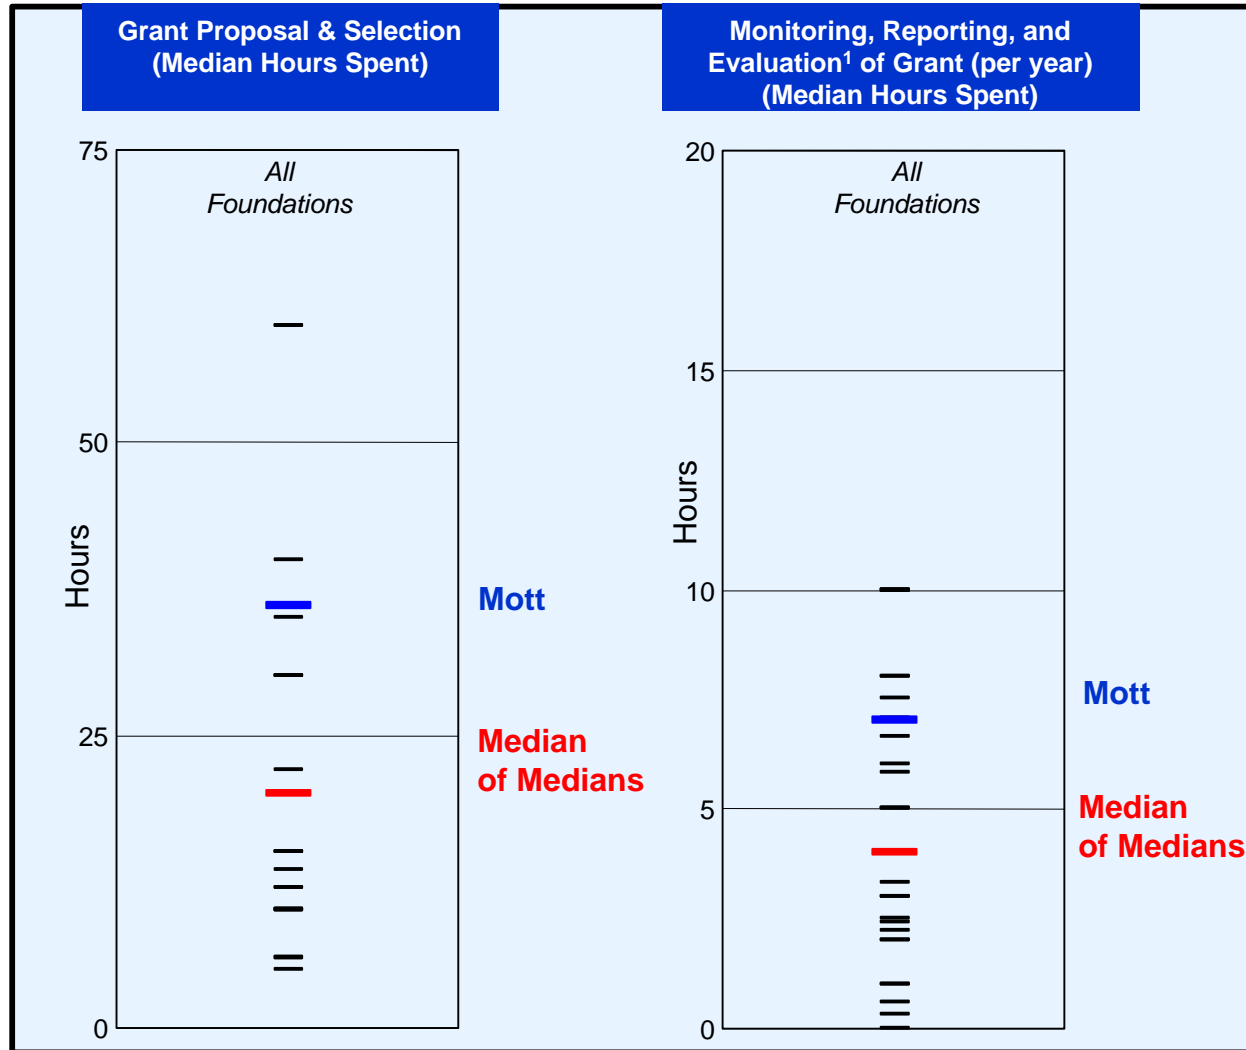 Grant Proposal & Selection
(Median Hours Spent)
Monitoring, Reporting, and
Evaluation¹ of Grant (per year)
(Median Hours Spent)
75
All
Foundations
50
Hours
Mott
25
Median
of Medians
0
20
All
Foundations
15
Hours
10
Mott
5
Median
of Medians
0